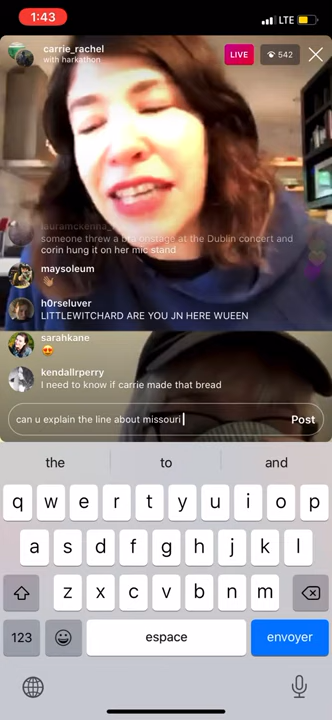 1:43
LTE
carrie_rachel
with harkathon
LIVE
542
lauramckenna_
someone threw a bra onstage at the Dublin concert and
corin hung it on her mic stand
maysoleum
h0rseluver
LITTLEWITCHARD ARE YOU JN HERE WUEEN
sarahkane
kendallrperry
I need to know if carrie made that bread
can u explain the line about missouri
Post
the to and
q w e r t y u i o p
a s d f g h j k l
z x c v b n m
123 espace envoyer